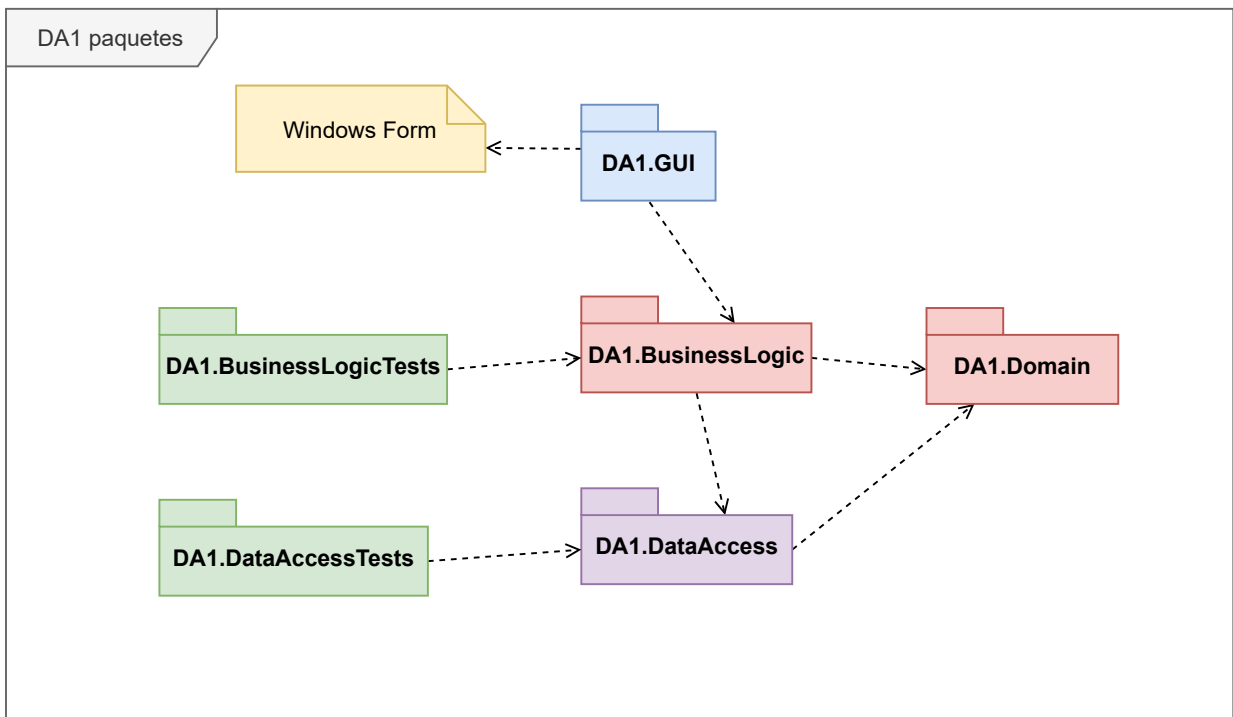 DA1 paquetes
Windows Form
DA1.GUI
DA1.BusinessLogicTests
DA1.BusinessLogic
DA1.Domain
DA1.DataAccessTests
DA1.DataAccess